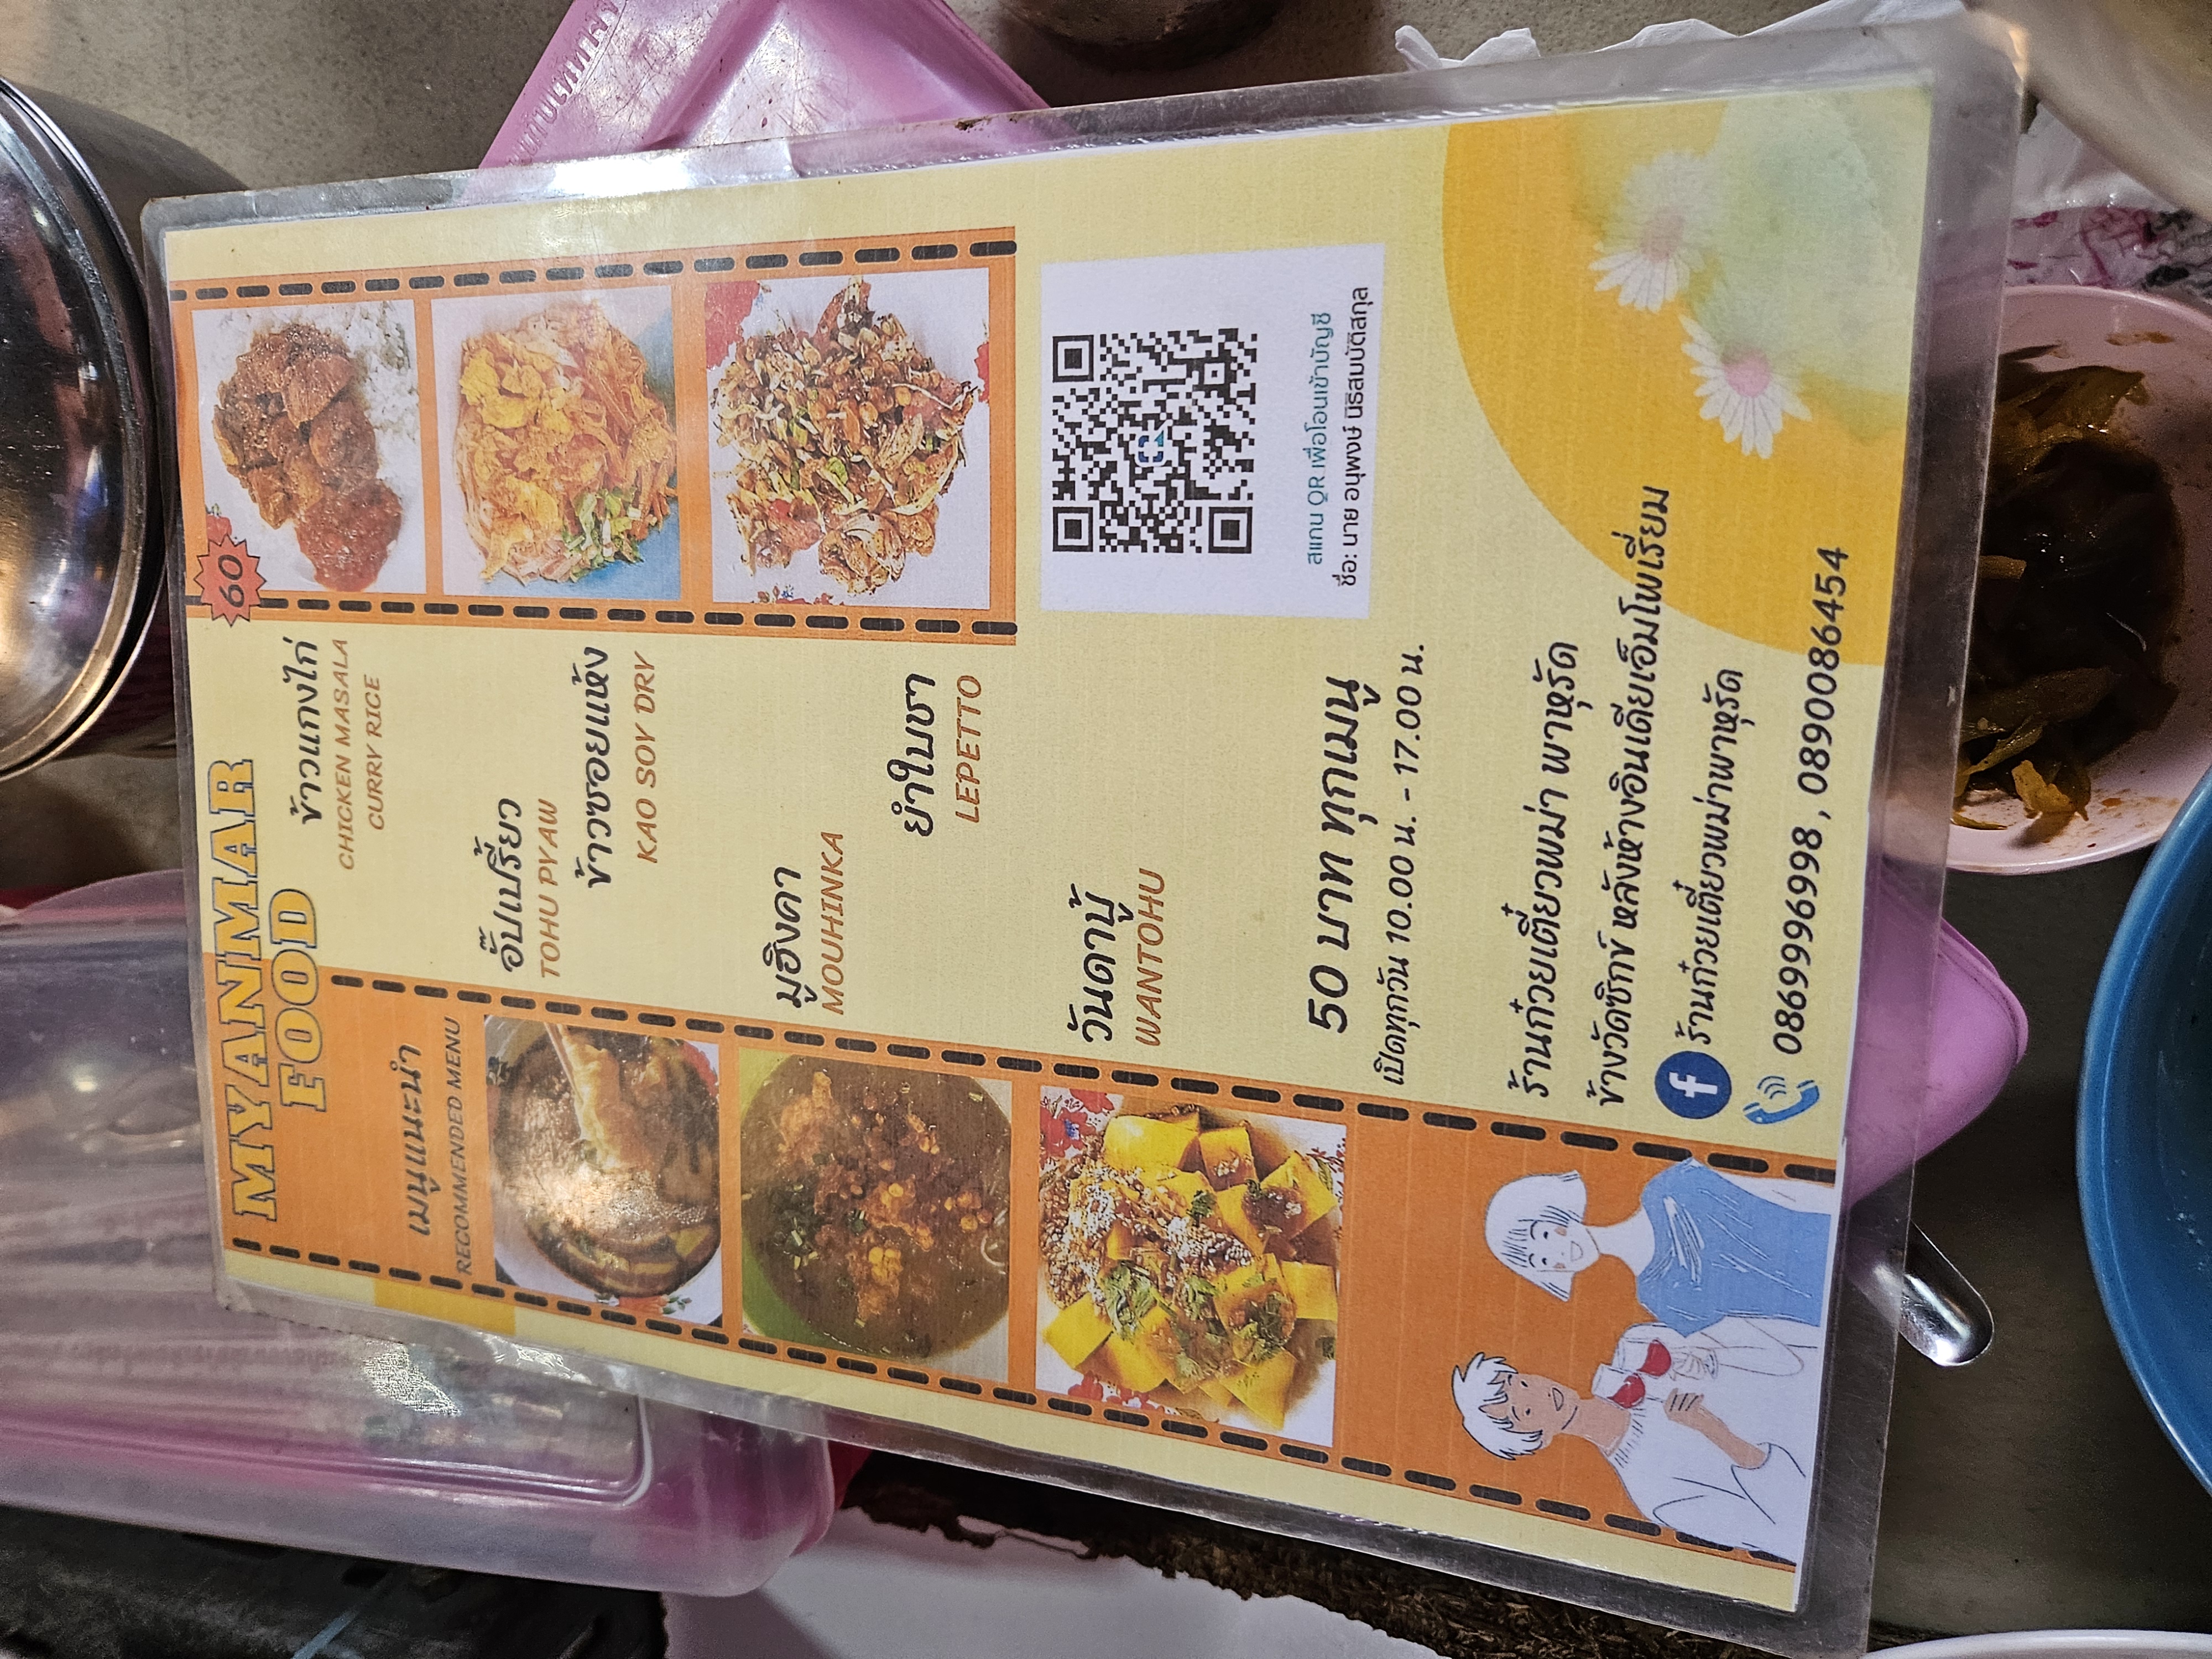 MYANMAR
FOOD
60
ข้าวแกงไก่
CHICKEN MASALA
CURRY RICE
เมนูแนะนำ
RECOMMENDED MENU
อั๊ปเปรี้ยว
TOHU PYAW
ข้าวซอยแห้ง
KAO SOY DRY
มูฮิงคา
MOUHINKA
ยำใบชา
LEPETTO
วันดาบู้
WANTOHU
50 บาท ทุกเมนู
เปิดทุกวัน 10.00 น. - 17.00 น.
สแกน QR เพื่อโอนเข้าบัญชี
ชื่อ: นาย อนุพงษ์ นิธิสมบัติสกุล
ร้านก๋วยเตี๋ยวพม่า พาหุรัด
ข้างวัดซิกข์ หลังห้างอินเดียเอ็มโพเรี่ยม
f ร้านก๋วยเตี๋ยวพม่าพาหุรัด
0869996998 , 0890086454